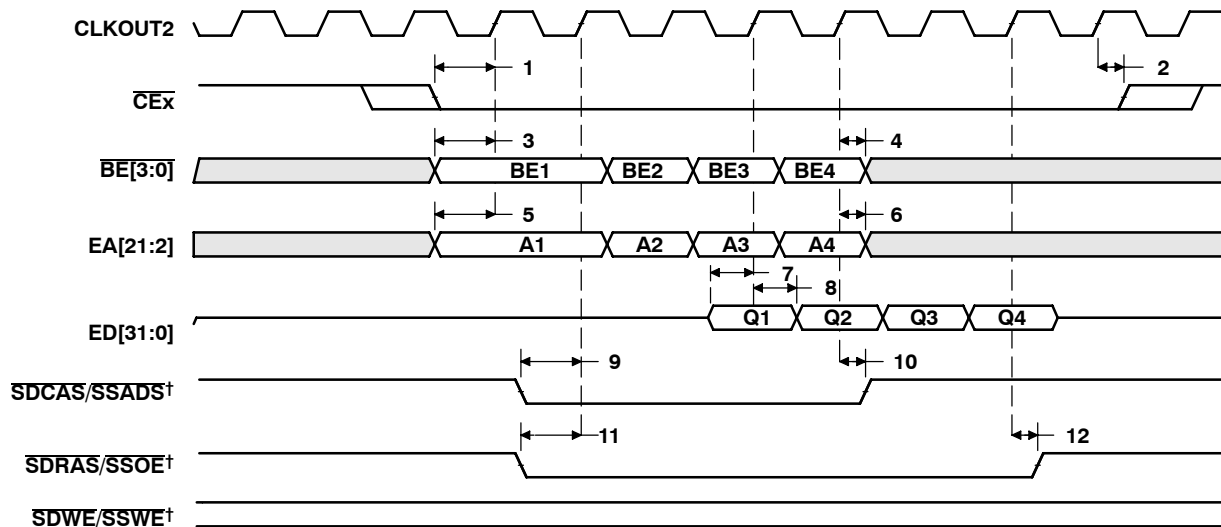 CLKOUT2
1
2
CEx
3
4
BE[3:0]
BE1 BE2 BE3 BE4
5
6
EA[21:2]
A1 A2 A3 A4
7
8
ED[31:0]
Q1 Q2 Q3 Q4
9
10
SDCAS/SSADS†
11
12
SDRAS/SSOE†
SDWE/SSWE†